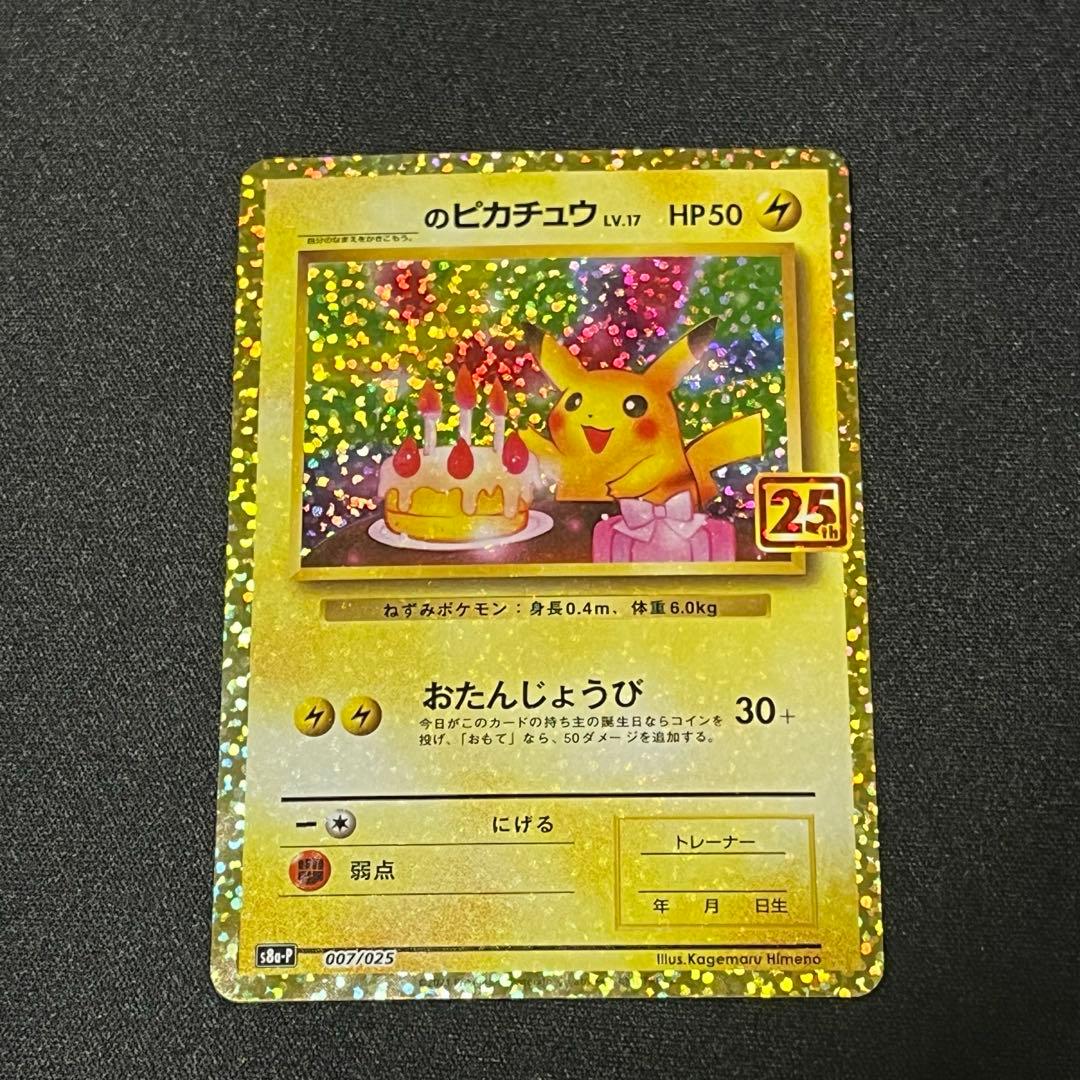 のピカチュウ LV.17 HP50
自分のなまえをかきこもう。
25th
ねずみポケモン：身長0.4m、体重6.0kg
おたんじょうび 30+
今日がこのカードの持ち主の誕生日ならコインを
投げ、「おもて」なら、50ダメージを追加する。
ー にげる
弱点
トレーナー
年 月 日生
s8a-P 007/025 Illus.Kagemaru Himeno